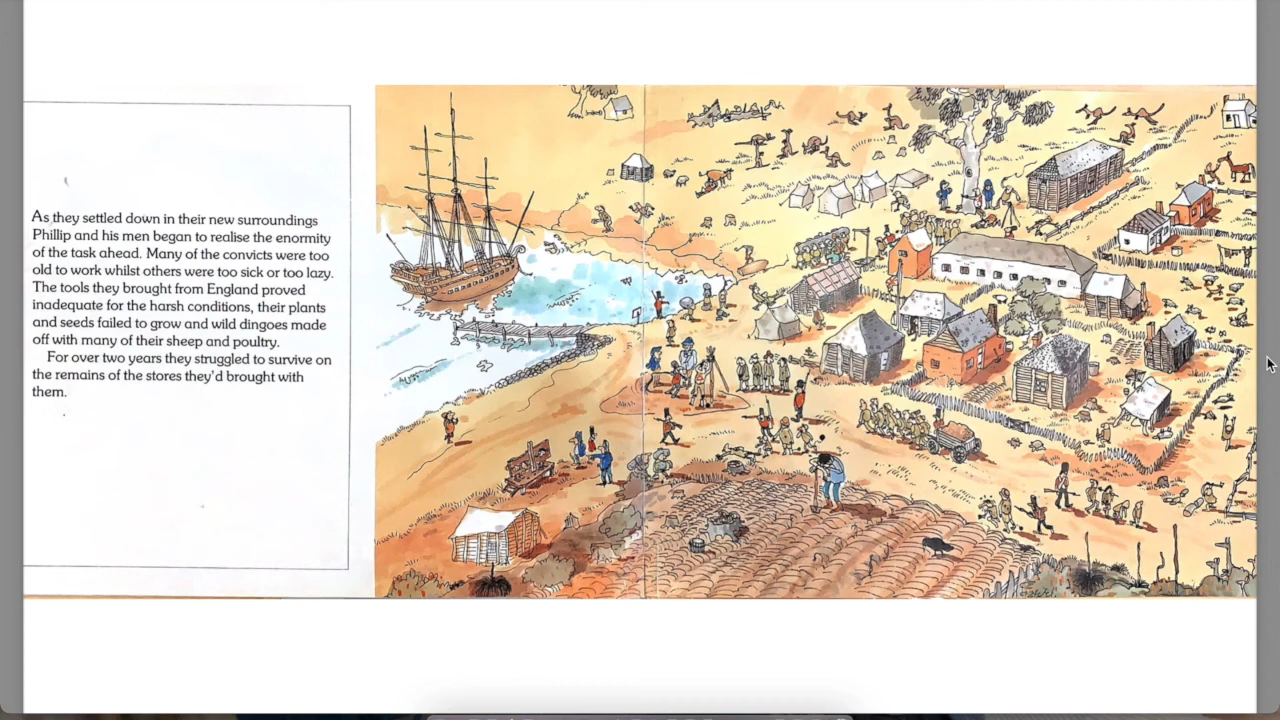 As they settled down in their new surroundings
Phillip and his men began to realise the enormity
of the task ahead. Many of the convicts were too
old to work whilst others were too sick or too lazy.
The tools they brought from England proved
inadequate for the harsh conditions, their plants
and seeds failed to grow and wild dingoes made
off with many of their sheep and poultry.
For over two years they struggled to survive on
the remains of the stores they'd brought with
them.